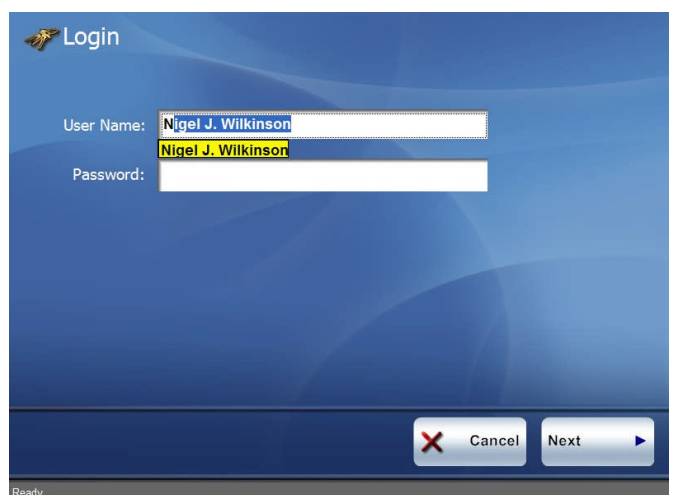 Login
User Name: Nigel J. Wilkinson
Nigel J. Wilkinson
Password:
Cancel Next
Ready